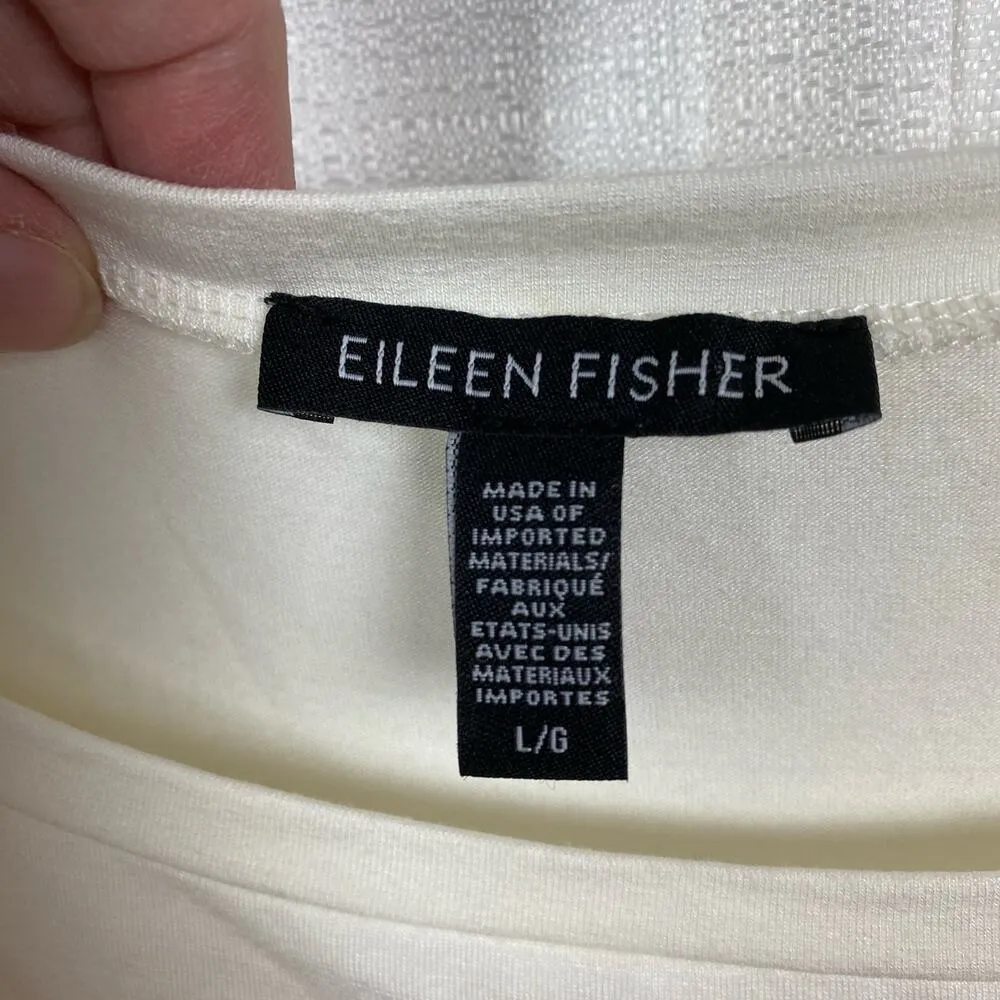 EILEEN FISHER
MADE IN
USA OF
IMPORTED
MATERIALS/
FABRIQUÉ
AUX
ETATS-UNIS
AVEC DES
MATERIAUX
IMPORTES
L/G